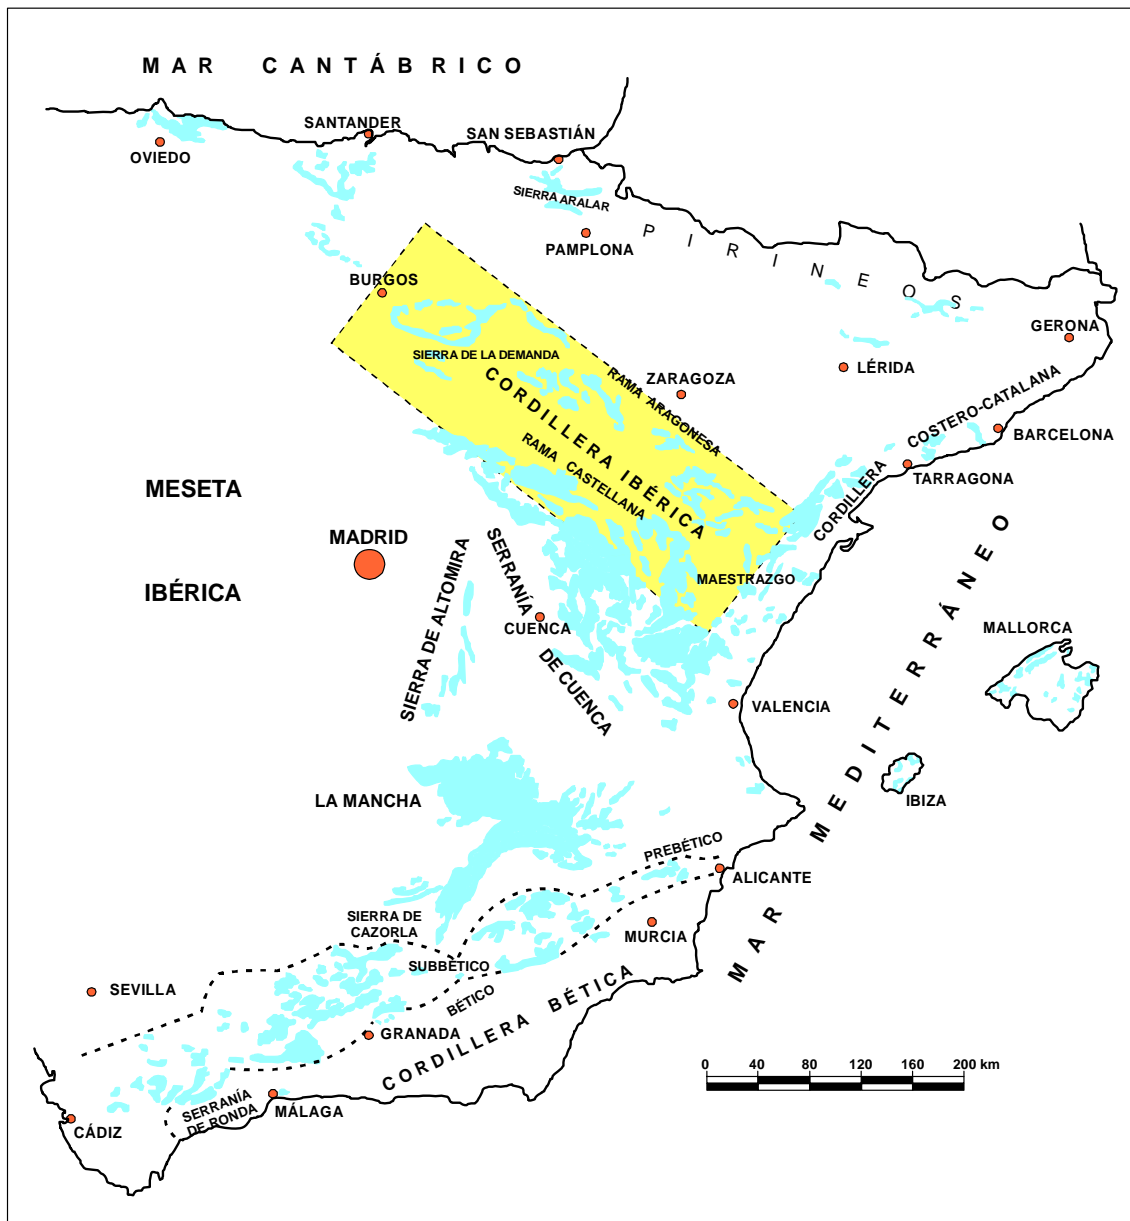 MAR CANTÁBRICO
SANTANDER
SAN SEBASTIÁN
OVIEDO
SIERRA ARALAR
PAMPLONA
PIRINEOS
BURGOS
GERONA
SIERRA DE LA DEMANDA
ZARAGOZA
LÉRIDA
RAMA ARAGONESA
CORDILLERA IBÉRICA
RAMA CASTELLANA
CORDILLERA COSTERO-CATALANA
BARCELONA
TARRAGONA
MESETA
IBÉRICA
MADRID
SERRANÍA
DE CUENCA
SIERRA DE ALTOMIRA
MAESTRAZGO
CUENCA
MALLORCA
VALENCIA
MAR MEDITERRÁNEO
IBIZA
LA MANCHA
PREBÉTICO
ALICANTE
SIERRA DE
CAZORLA
MURCIA
SUBBÉTICO
SEVILLA
BÉTICO
GRANADA
CORDILLERA BÉTICA
0 40 80 120 160 200 km
SERRANÍA
DE RONDA
MÁLAGA
CÁDIZ